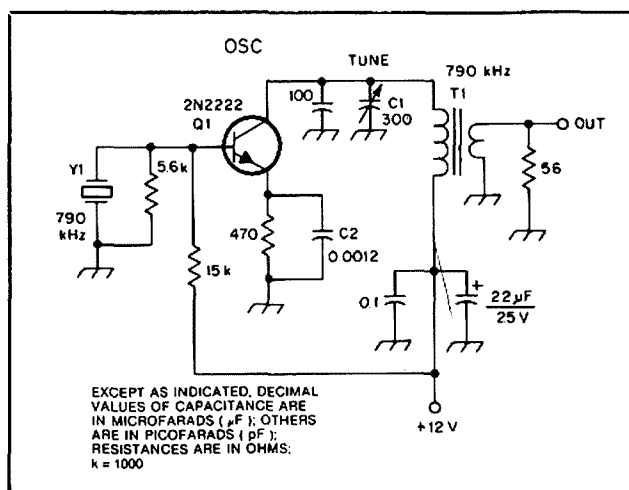 OSC
TUNE
790 kHz
T1
2N2222
Q1
100
C1
300
OUT
Y1
5.6k
56
790
kHz
470
C2
0.0012
15k
0.1
+
22µF
25V
EXCEPT AS INDICATED, DECIMAL
VALUES OF CAPACITANCE ARE
IN MICROFARADS ( µF ); OTHERS
ARE IN PICOFARADS ( pF );
RESISTANCES ARE IN OHMS;
k = 1000
+12V